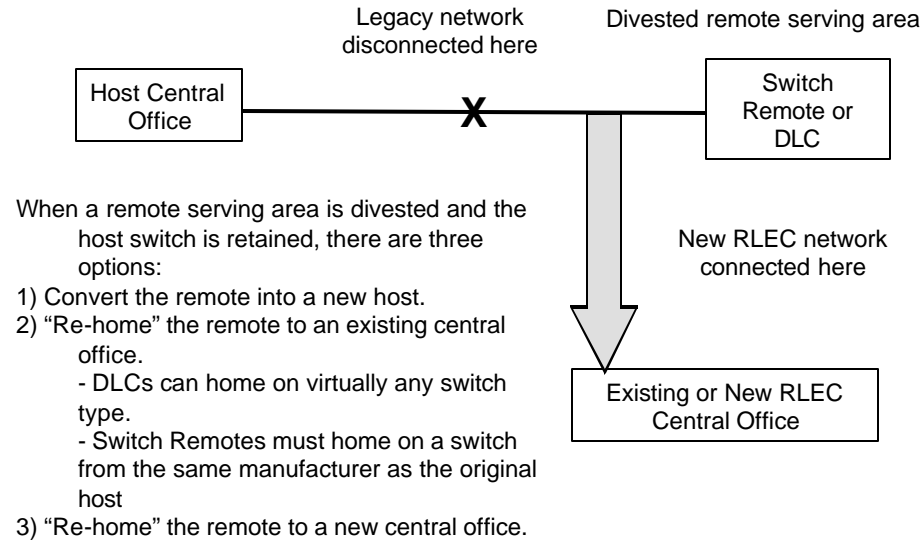 Legacy network
disconnected here
Divested remote serving area
Host Central
Office
X
Switch
Remote or
DLC
When a remote serving area is divested and the
host switch is retained, there are three
options:
1) Convert the remote into a new host.
2) “Re-home” the remote to an existing central
office.
- DLCs can home on virtually any switch
type.
- Switch Remotes must home on a switch
from the same manufacturer as the original
host
3) “Re-home” the remote to a new central office.
New RLEC network
connected here
Existing or New RLEC
Central Office